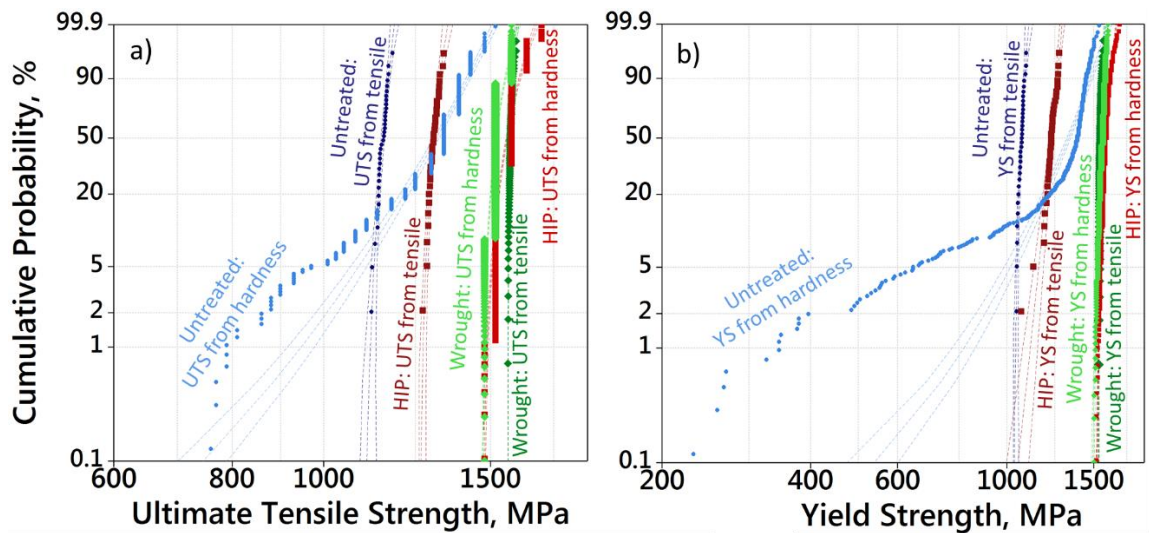 99.9
90
50
20
5
2
1
0.1
Cumulative Probability, %
a)
Untreated:
UTS from tensile
Untreated:
UTS from hardness
HIP: UTS from tensile
Wrought: UTS from hardness
Wrought: UTS from tensile
HIP: UTS from hardness
600
800
1000
1500
Ultimate Tensile Strength, MPa
99.9
90
50
20
5
2
1
0.1
b)
Untreated:
YS from tensile
Untreated:
YS from hardness
HIP: YS from tensile
Wrought: YS from hardness
Wrought: YS from tensile
HIP: YS from hardness
200
400
600
1000
1500
Yield Strength, MPa